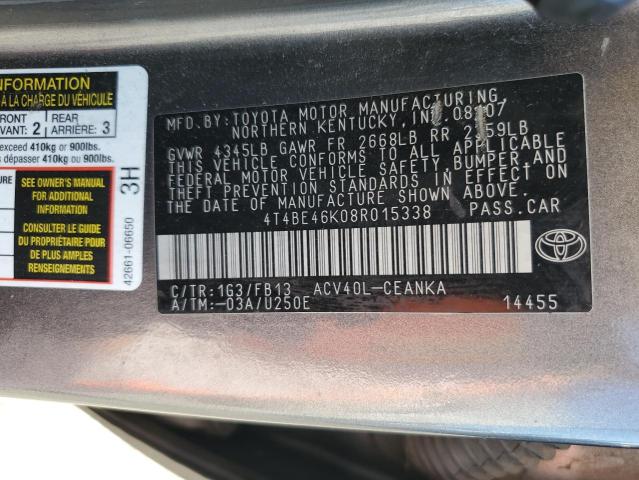 INFORMATION
À LA CHARGE DU VÉHICULE
FRONT
AVANT: 2
REAR
ARRIÈRE: 3
exceed 410kg or 900lbs.
dépasser 410kg ou 900lbs.
SEE OWNER'S MANUAL
FOR ADDITIONAL
INFORMATION
CONSULTER LE GUIDE
DU PROPRIÉTAIRE POUR
DE PLUS AMPLES
RENSEIGNEMENTS
3H
42661-06650
MFD. BY: TOYOTA MOTOR MANUFACTURING,
NORTHERN KENTUCKY, 08/07
GVWR 4345LB GAWR FR 2668LB RR 59LB
THIS VEHICLE CONFORMS TO ALL APPLICABLE
FEDERAL MOTOR VEHICLE SAFETY, BUMPER, AND
THEFT PREVENTION STANDARDS IN EFFECT ON
THE DATE OF MANUFACTURE SHOWN ABOVE.
4T4BE46K08R015338 PASS.CAR
C/TR:1G3/FB13 ACV40L-CEANKA
A/TM:-03A/U250E 14455